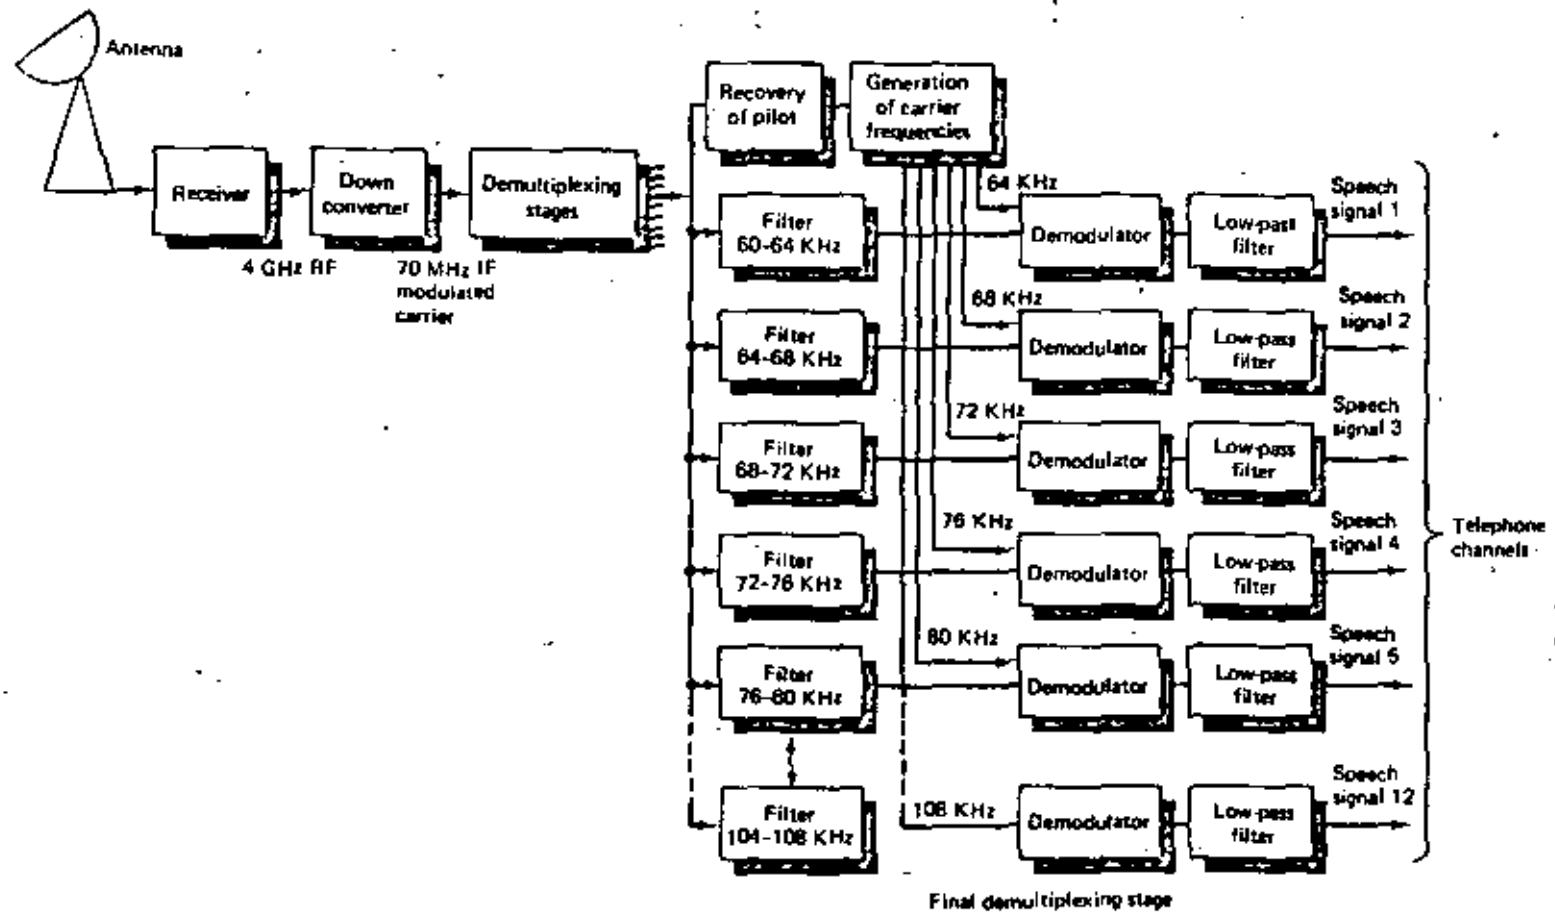 Antenna
Receiver
4 GHz RF
Down
converter
70 MHz IF
modulated
carrier
Demultiplexing
stages
Recovery
of pilot
Generation
of carrier
frequencies
64 KHz
Filter
60-64 KHz
Demodulator
Low-pass
filter
Speech
signal 1
68 KHz
Filter
64-68 KHz
Demodulator
Low-pass
filter
Speech
signal 2
72 KHz
Filter
68-72 KHz
Demodulator
Low-pass
filter
Speech
signal 3
76 KHz
Filter
72-76 KHz
Demodulator
Low-pass
filter
Speech
signal 4
80 KHz
Filter
76-80 KHz
Demodulator
Low-pass
filter
Speech
signal 5
108 KHz
Filter
104-108 KHz
Demodulator
Low-pass
filter
Speech
signal 12
Telephone
channels
Final demultiplexing stage